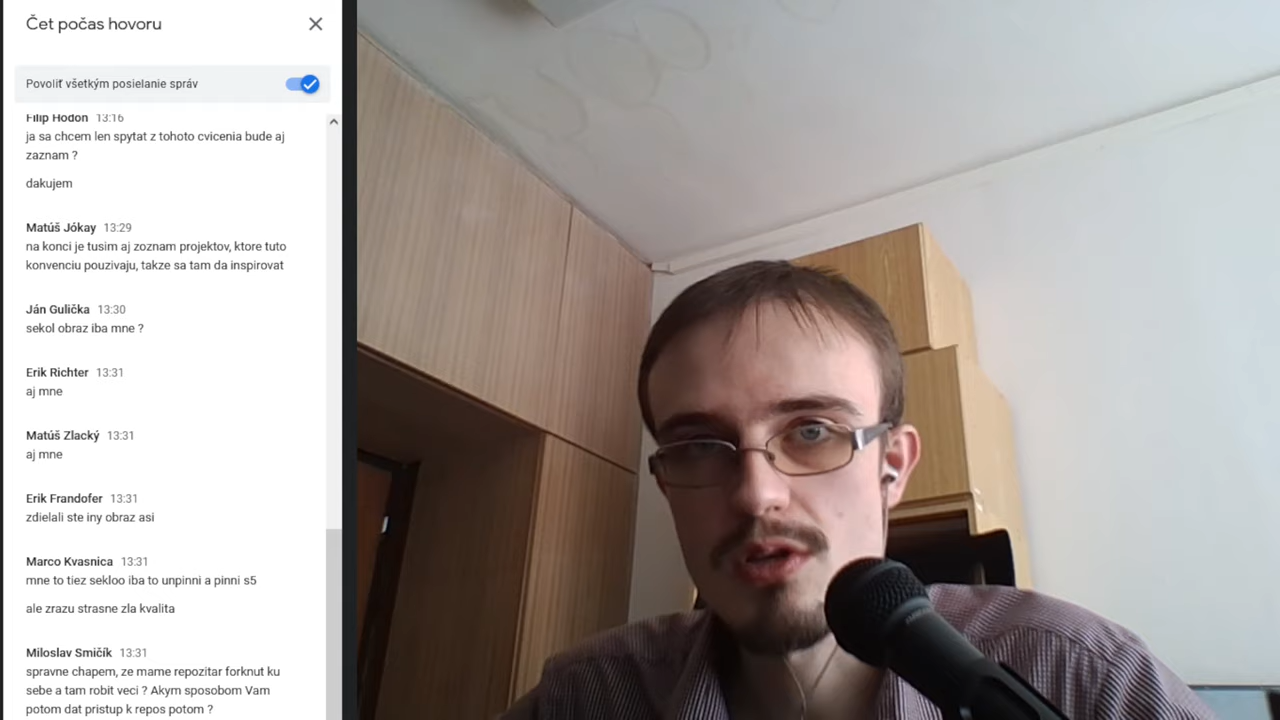 Čet počas hovoru
Povoliť všetkým posielanie správ
Filip Hodoň 13:16
ja sa chcem len spytat z tohoto cvicenia bude aj
zaznam ?
dakujem
Matúš Jókay 13:29
na konci je tusim aj zoznam projektov, ktore tuto
konvenciu pouzivaju, takze sa tam da inspirovat
Ján Gulička 13:30
sekol obraz iba mne ?
Erik Richter 13:31
aj mne
Matúš Zlacký 13:31
aj mne
Erik Frandofer 13:31
zdielali ste iny obraz asi
Marco Kvasnica 13:31
mne to tiez sekloo iba to unpinni a pinni s5
ale zrazu strasne zla kvalita
Miloslav Smičík 13:31
spravne chapem, ze mame repozitar forknut ku
sebe a tam robit veci ? Akym sposobom Vam
potom dat pristup k repos potom ?